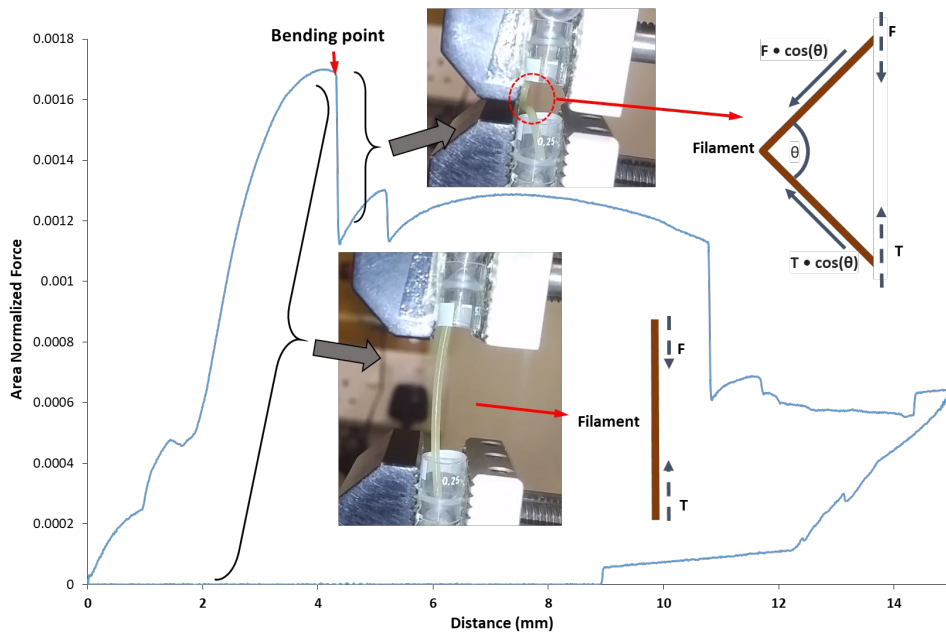 Bending point
0.0018
0.0016
0.0014
0.0012
0.001
0.0008
0.0006
0.0004
0.0002
0
Area Normalized Force
0 2 4 6 8 10 12 14
Distance (mm)
0,25
F
F • cos(θ)
Filament
θ
T • cos(θ)
T
0,25
F
Filament
T